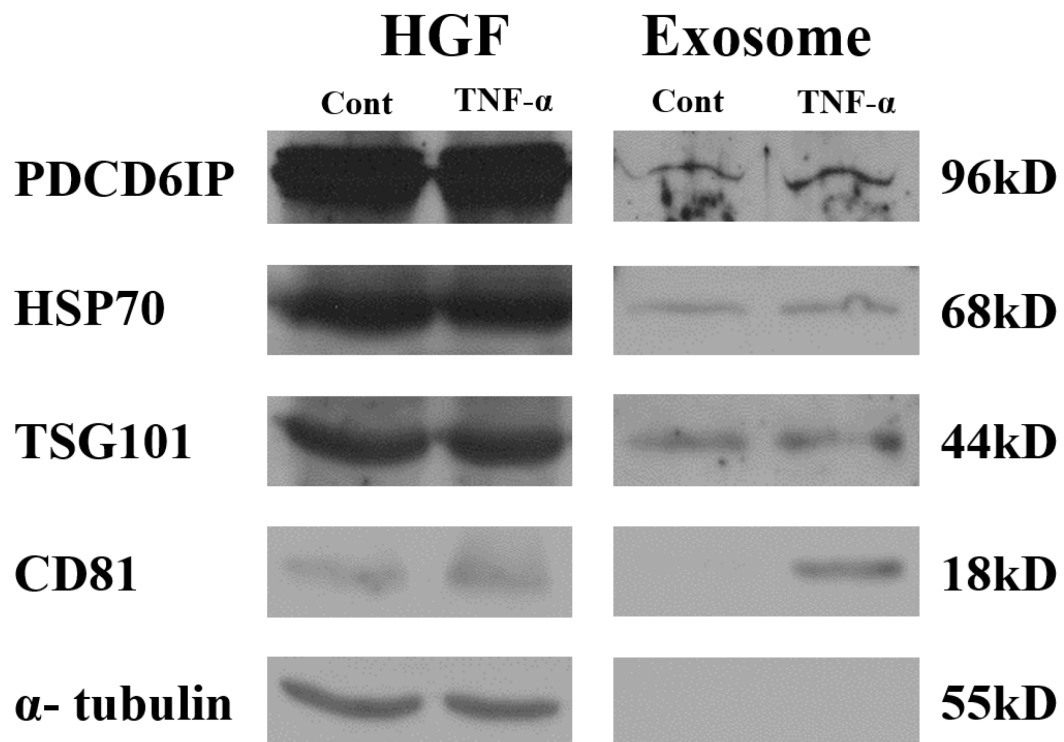 HGF Exosome
Cont TNF-α Cont TNF-α
PDCD6IP 96kD
HSP70 68kD
TSG101 44kD
CD81 18kD
α- tubulin 55kD